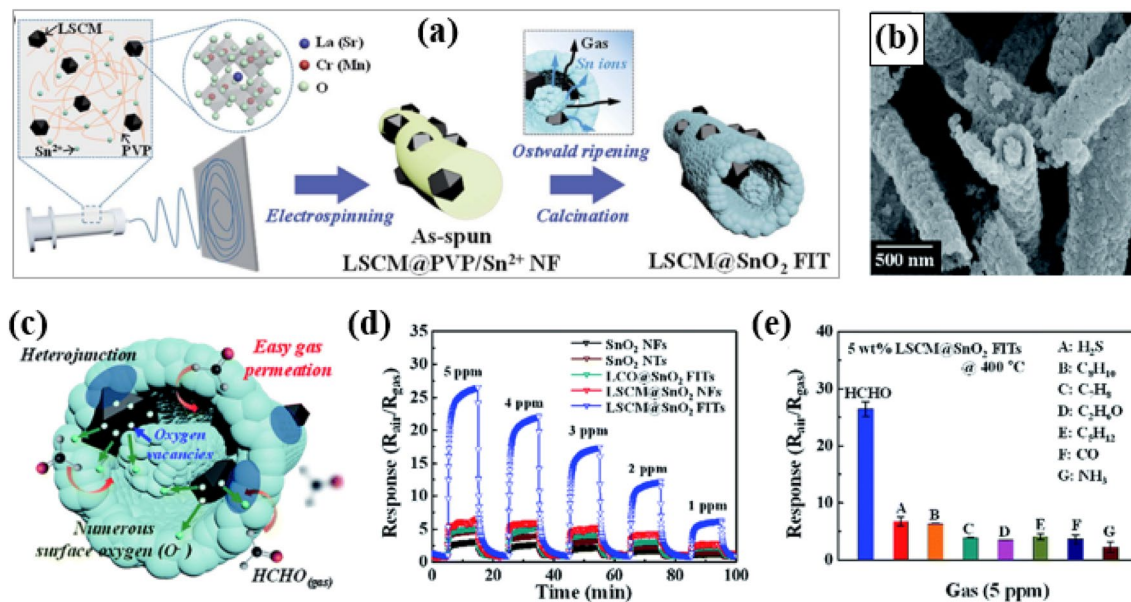 (a)
LSCM
Sn²⁺
PVP
La (Sr)
Cr (Mn)
O
Electrospinning
As-spun
LSCM@PVP/Sn²⁺ NF
Gas
Sn ions
Ostwald ripening
Calcination
LSCM@SnO₂ FIT
(b)
500 nm
(c)
Heterojunction
Easy gas
permeation
Oxygen
vacancies
Numerous
surface oxygen (O⁻)
HCHO(gas)
(d)
Response (Rair/Rgas)
35
30
25
20
15
10
5
0
5 ppm
4 ppm
3 ppm
2 ppm
1 ppm
SnO₂ NFs
SnO₂ NTs
LCO@SnO₂ FITs
LSCM@SnO₂ NFs
LSCM@SnO₂ FITs
0 20 40 60 80 100
Time (min)
(e)
Response (Rair/Rgas)
40
30
20
10
0
5 wt% LSCM@SnO₂ FITs
@ 400 °C
HCHO
A
B
C
D
E
F
G
A: H₂S
B: C₈H₁₀
C: C₇H₈
D: C₂H₆O
E: C₅H₁₂
F: CO
G: NH₃
Gas (5 ppm)